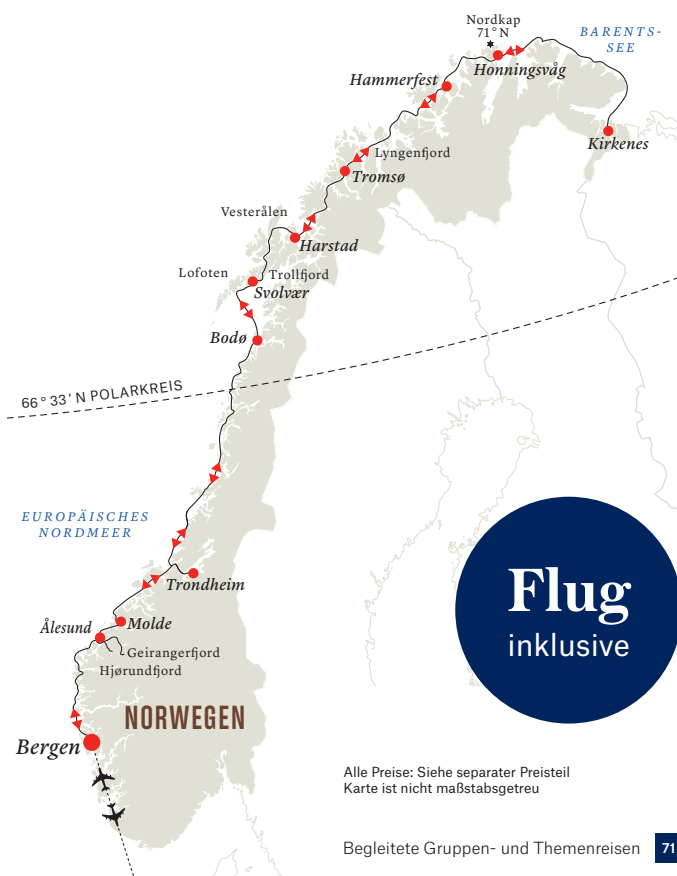 Nordkap
71°N
BARENTS-
SEE
Honningsvåg
Hammerfest
Kirkenes
Lyngenfjord
Tromsø
Vesterålen
Harstad
Lofoten
Trollfjord
Svolvær
Bodø
66° 33' N POLARKREIS
EUROPÄISCHES
NORDMEER
Trondheim
Ålesund
Molde
Geirangerfjord
Hjørundfjord
NORWEGEN
Bergen
Flug
inklusive
Alle Preise: Siehe separater Preisteil
Karte ist nicht maßstabsgetreu
Begleitete Gruppen- und Themenreisen 71